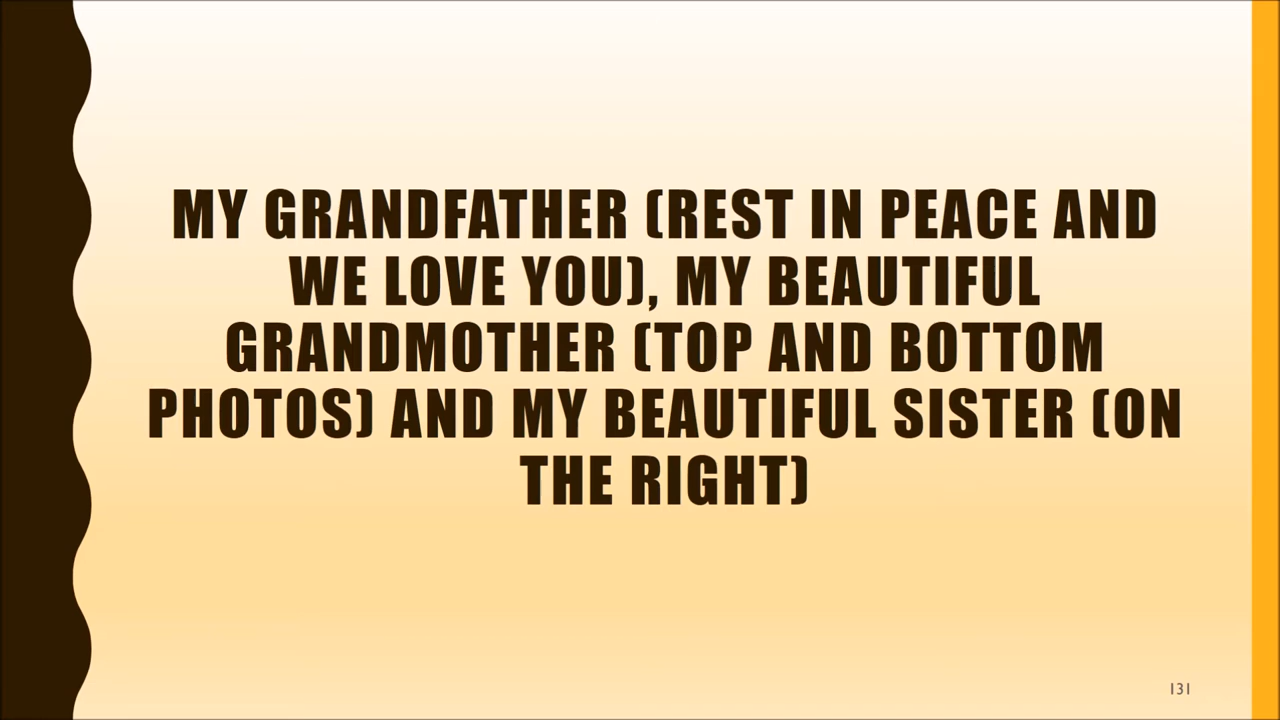 MY GRANDFATHER (REST IN PEACE AND
WE LOVE YOU), MY BEAUTIFUL
GRANDMOTHER (TOP AND BOTTOM
PHOTOS) AND MY BEAUTIFUL SISTER (ON
THE RIGHT)
131